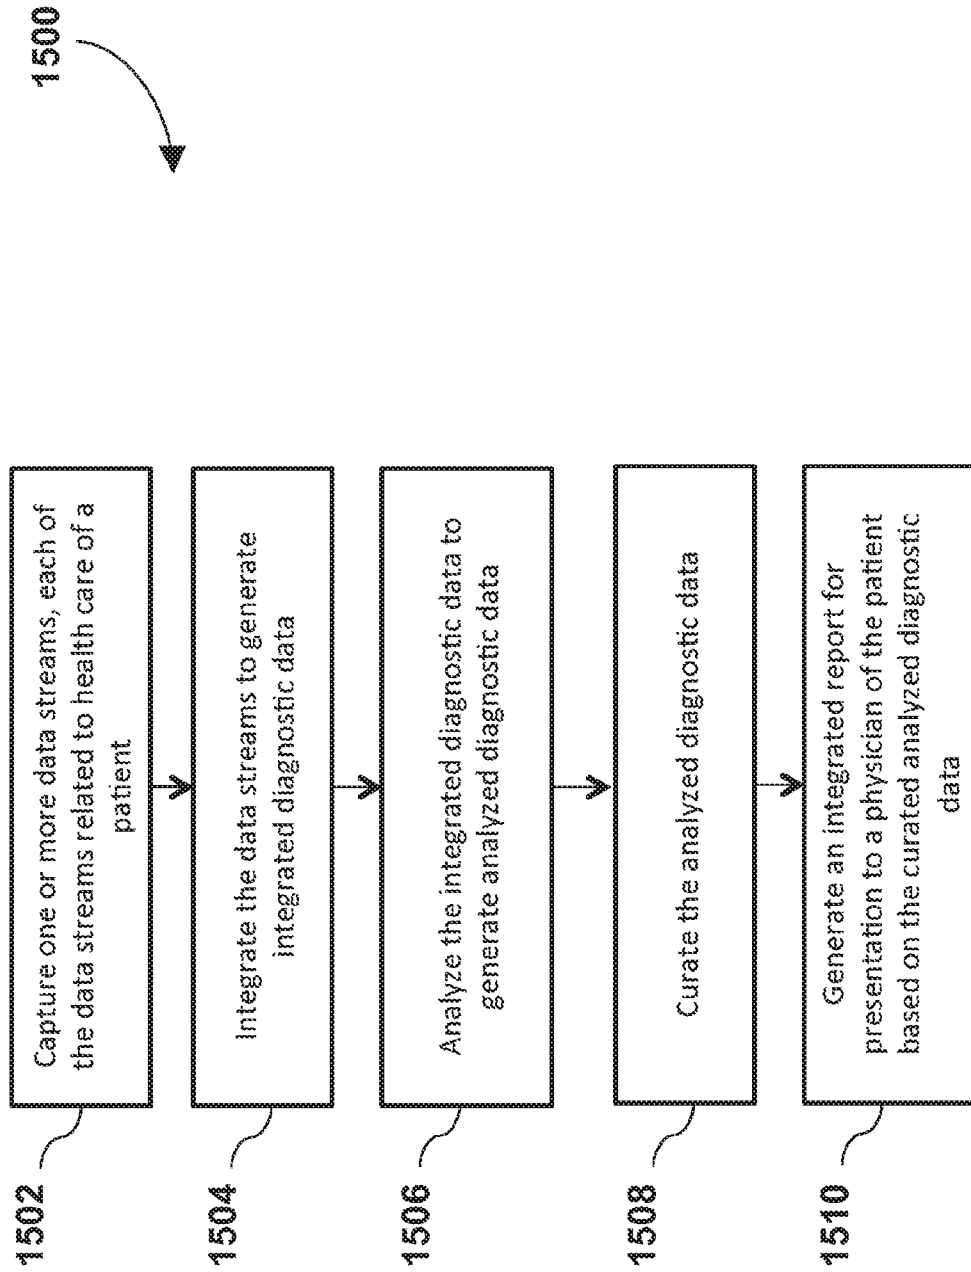 1500
1502
Capture one or more data streams, each of
the data streams related to health care of a
patient
1504
Integrate the data streams to generate
integrated diagnostic data
1506
Analyze the integrated diagnostic data to
generate analyzed diagnostic data
1508
Curate the analyzed diagnostic data
1510
Generate an integrated report for
presentation to a physician of the patient
based on the curated analyzed diagnostic
data